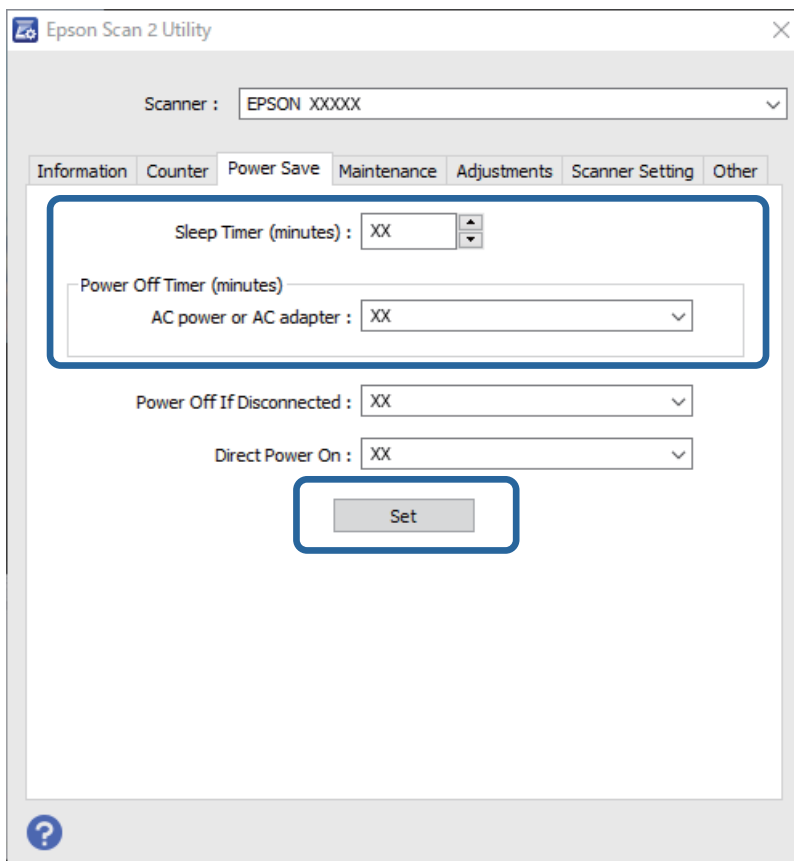 Epson Scan 2 Utility
Scanner : EPSON XXXXX
Information Counter Power Save Maintenance Adjustments Scanner Setting Other
Sleep Timer (minutes) : XX
Power Off Timer (minutes)
AC power or AC adapter : XX
Power Off If Disconnected : XX
Direct Power On : XX
Set
?